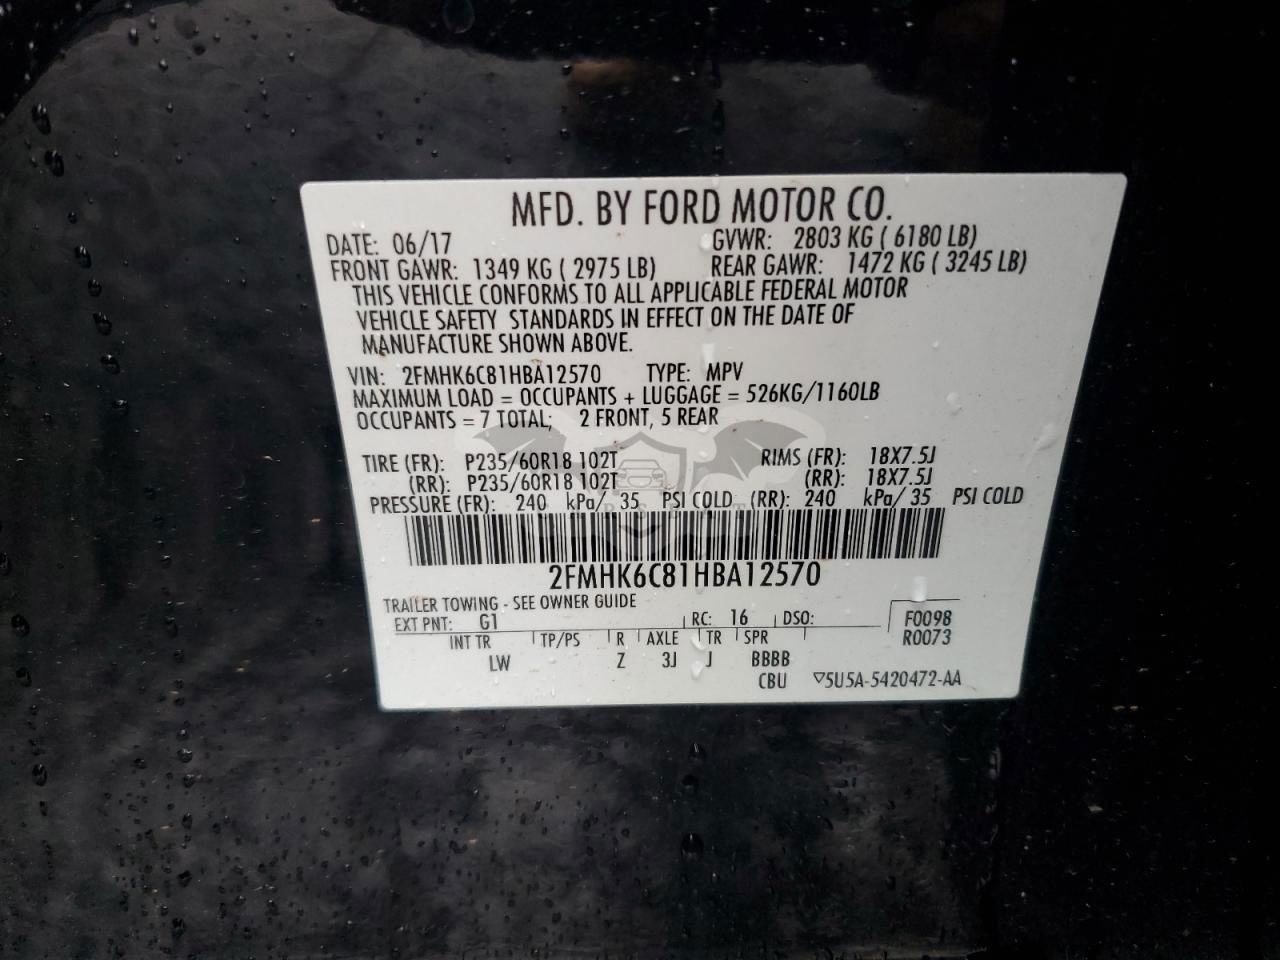 MFD. BY FORD MOTOR CO.
DATE: 06/17 GVWR: 2803 KG ( 6180 LB)
FRONT GAWR: 1349 KG ( 2975 LB) REAR GAWR: 1472 KG ( 3245 LB)
THIS VEHICLE CONFORMS TO ALL APPLICABLE FEDERAL MOTOR
VEHICLE SAFETY STANDARDS IN EFFECT ON THE DATE OF
MANUFACTURE SHOWN ABOVE.
VIN: 2FMHK6C81HBA12570 TYPE: MPV
MAXIMUM LOAD = OCCUPANTS + LUGGAGE = 526KG/1160LB
OCCUPANTS = 7 TOTAL; 2 FRONT, 5 REAR
TIRE (FR): P235/60R18 102T RIMS (FR): 18X7.5J
(RR): P235/60R18 102T (RR): 18X7.5J
PRESSURE (FR): 240 kPa/ 35 PSI COLD (RR): 240 kPa/ 35 PSI COLD
2FMHK6C81HBA12570
TRAILER TOWING - SEE OWNER GUIDE
EXT PNT: G1 RC: 16 DSO: F0098
INT TR TP/PS R AXLE TR SPR R0073
LW Z 3J J BBBB
CBU ▽5U5A-5420472-AA